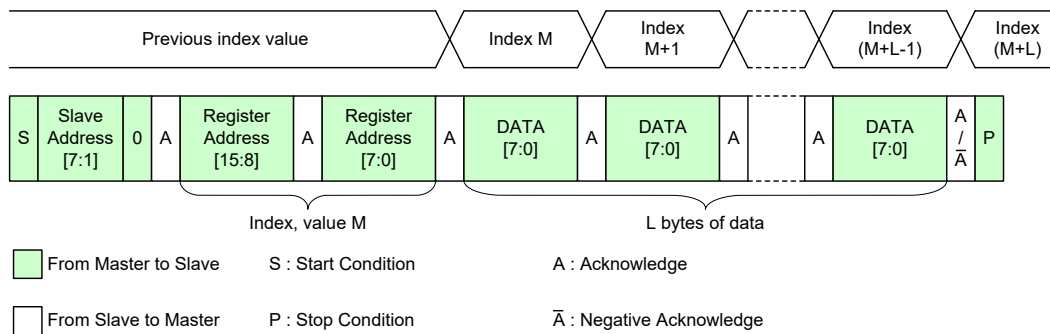 Previous index value
Index M
Index
M+1
Index
(M+L-1)
Index
(M+L)
S
Slave
Address
[7:1]
0
A
Register
Address
[15:8]
A
Register
Address
[7:0]
A
DATA
[7:0]
A
DATA
[7:0]
A
A
DATA
[7:0]
A
/
A̅
P
Index, value M
L bytes of data
From Master to Slave
S : Start Condition
A : Acknowledge
From Slave to Master
P : Stop Condition
A̅ : Negative Acknowledge